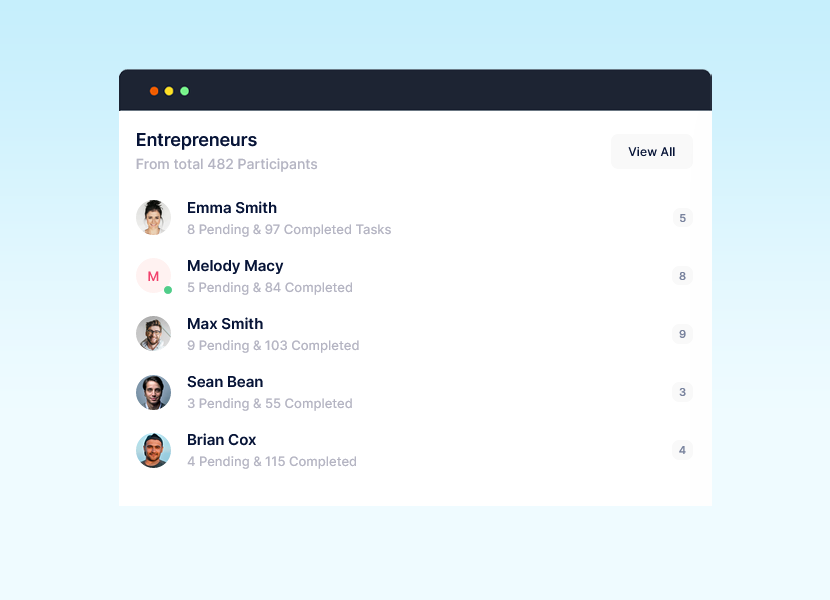 Entrepreneurs
From total 482 Participants
View All
Emma Smith
8 Pending & 97 Completed Tasks
5
M
Melody Macy
5 Pending & 84 Completed
8
Max Smith
9 Pending & 103 Completed
9
Sean Bean
3 Pending & 55 Completed
3
Brian Cox
4 Pending & 115 Completed
4